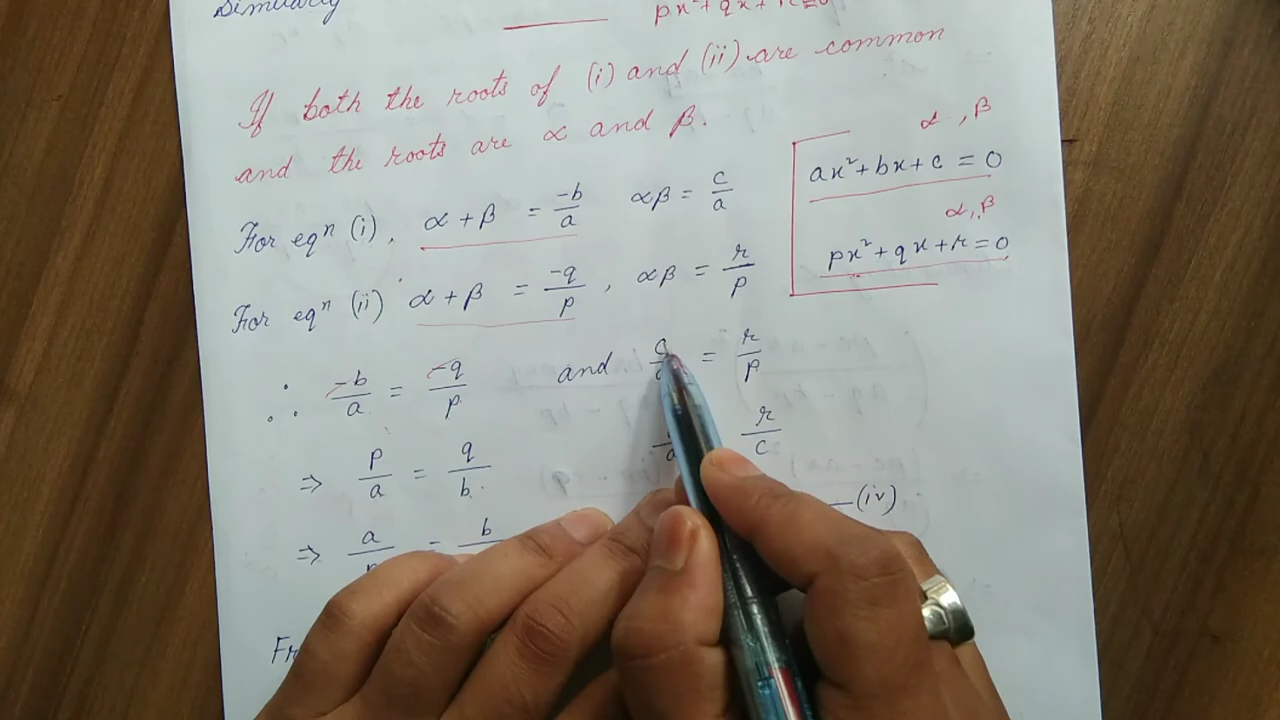 Similarly
px²+qx+r=0
If both the roots of (i) and (ii) are common
and the roots are α and β.
α, β
ax²+bx+c = 0
α, β
px²+qx+r=0
For eqⁿ (i), α+β = -b/a αβ = c/a
For eqⁿ (ii) α+β = -q/p, αβ = r/p
∴ -b/a = -q/p and c/a = r/p
⇒ p/a = q/b r/c
⇒ a = b —(iv)